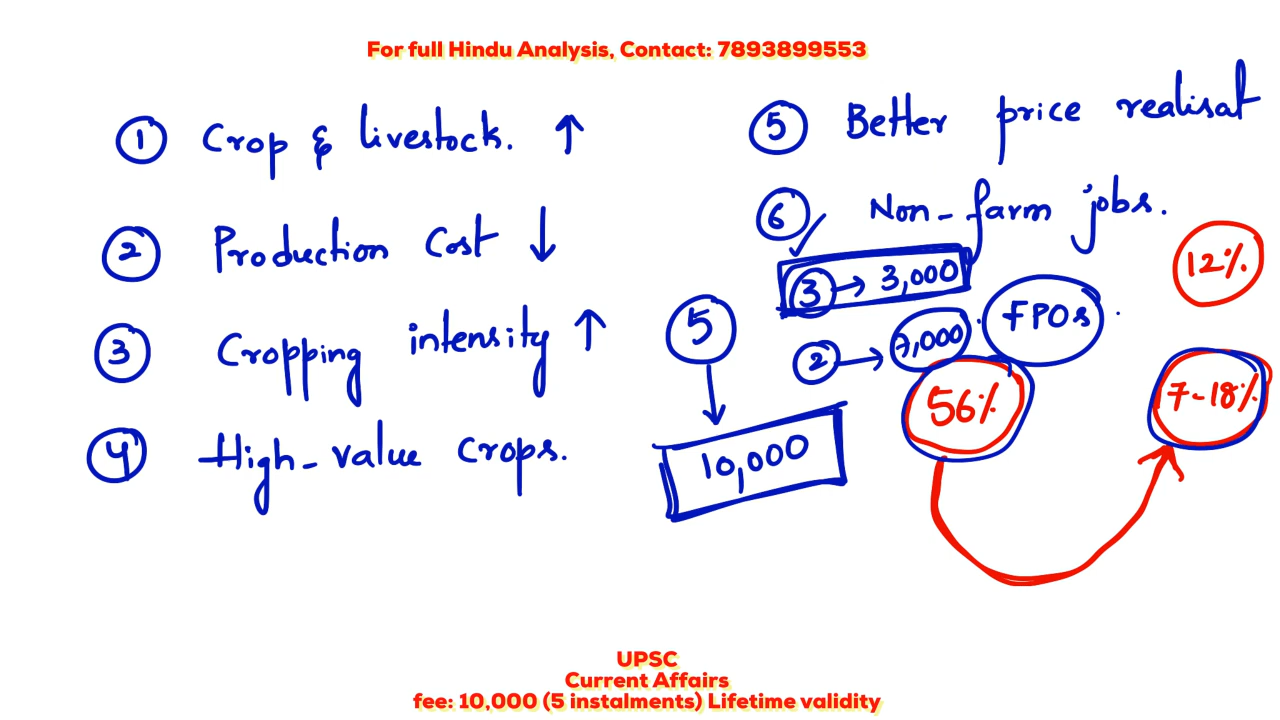 For full Hindu Analysis, Contact: 7893899553
① Crop & livestock. ↑
② Production Cost ↓
③ Cropping intensity ↑
④ High-value Crops.
⑤ Better price realisat
⑥ Non-farm jobs.
③ → 3,000
② → 7,000
FPOs
12%
5
↓
10,000
56%
7-18%
UPSC
Current Affairs
fee: 10,000 (5 instalments) Lifetime validity